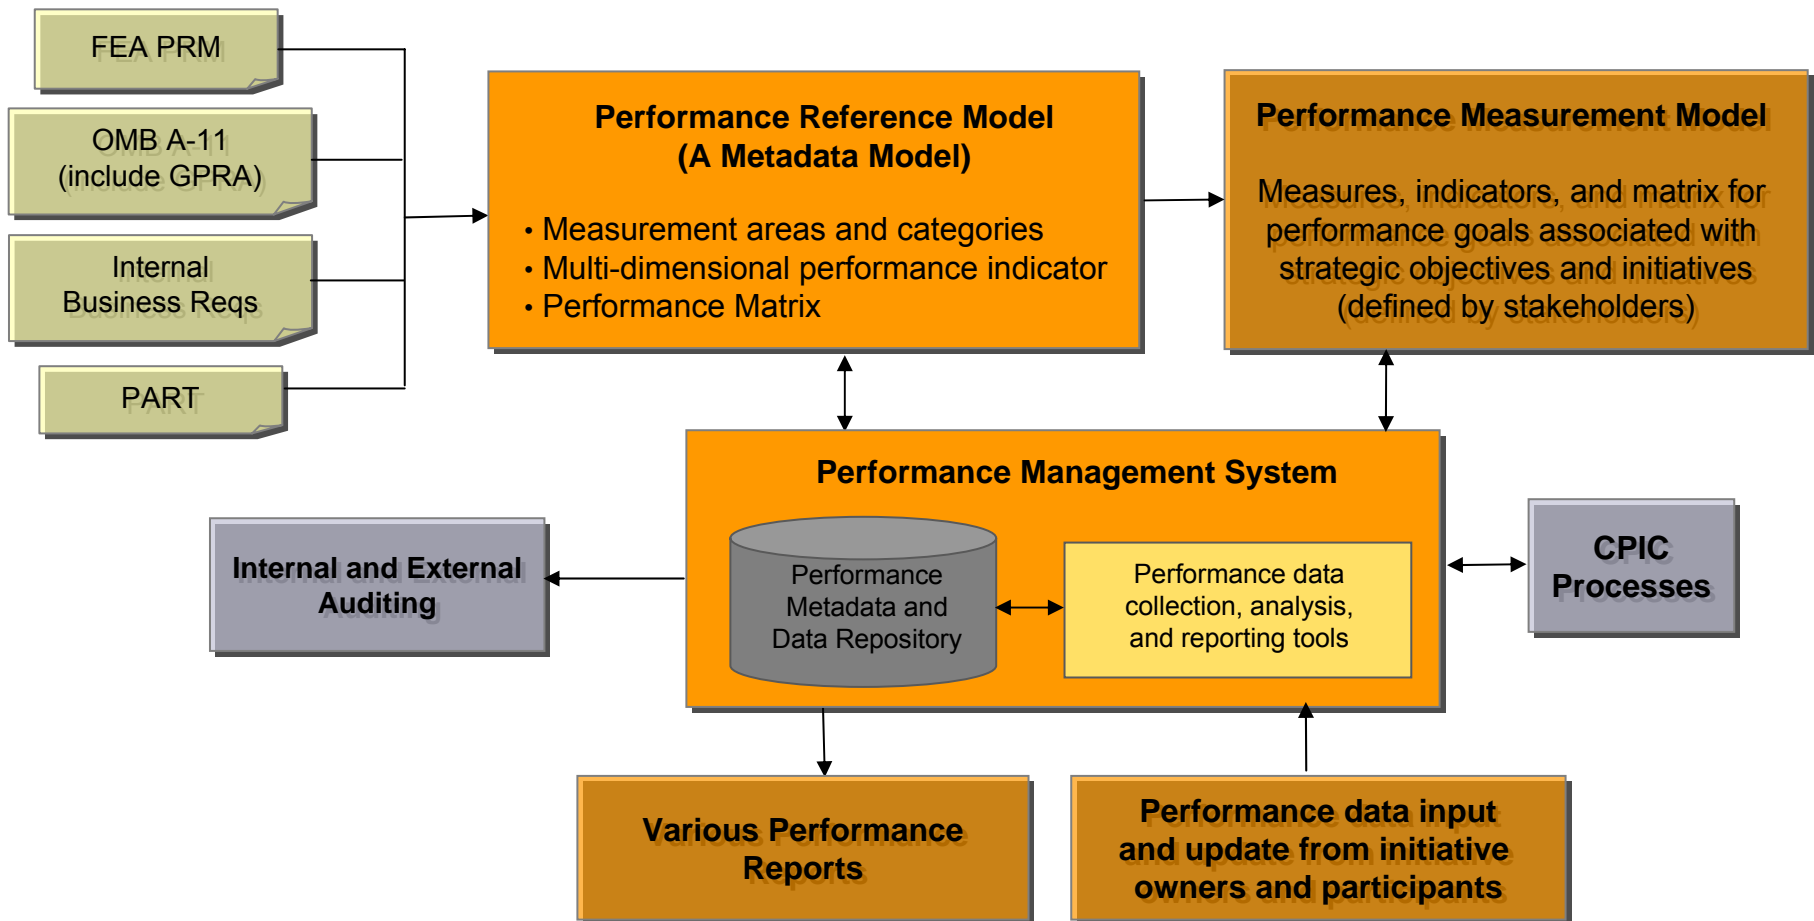 FEA PRM
OMB A-11
(include GPRA)
Internal
Business Reqs
PART
Performance Reference Model
(A Metadata Model)
• Measurement areas and categories
• Multi-dimensional performance indicator
• Performance Matrix
Performance Measurement Model
Measures, indicators, and matrix for
performance goals associated with
strategic objectives and initiatives
(defined by stakeholders)
Performance Management System
Performance
Metadata and
Data Repository
Performance data
collection, analysis,
and reporting tools
Internal and External
Auditing
CPIC
Processes
Various Performance
Reports
Performance data input
and update from initiative
owners and participants